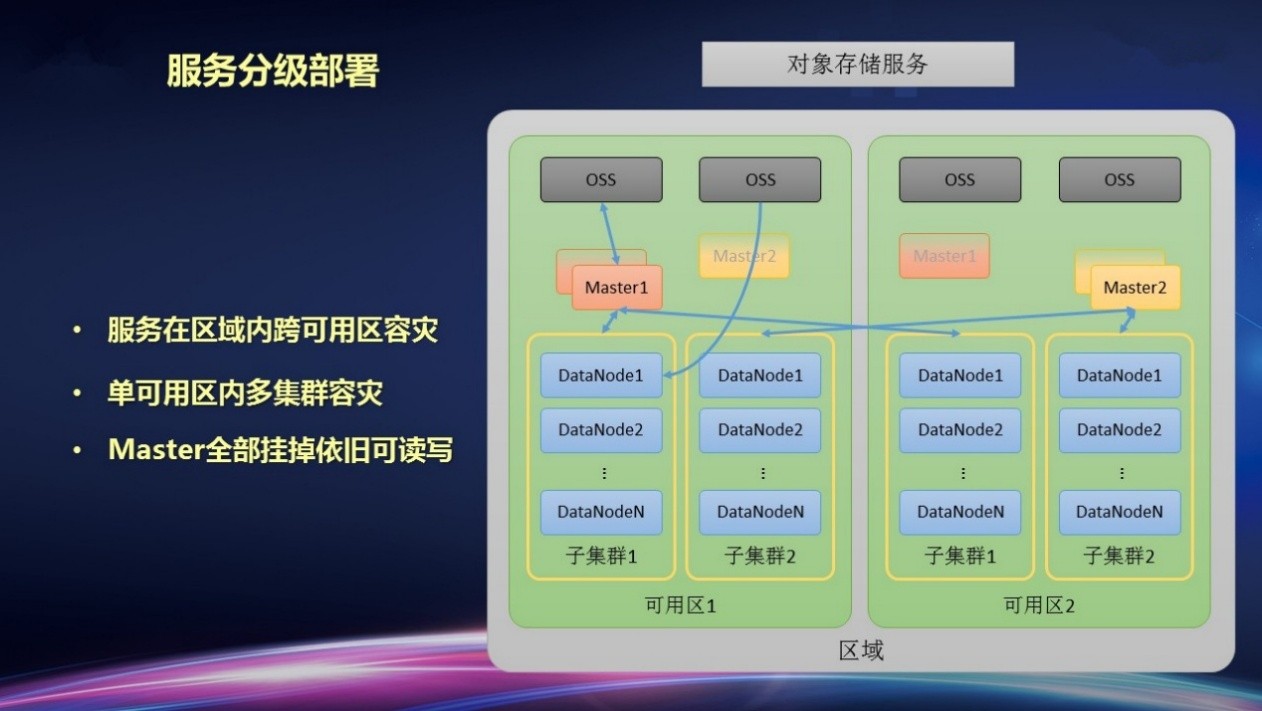 服务分级部署
• 服务在区域内跨可用区容灾
• 单可用区内多集群容灾
• Master全部挂掉依旧可读写
对象存储服务
OSS
OSS
Master1
Master2
DataNode1
DataNode2
⋮
DataNodeN
子集群1
DataNode1
DataNode2
⋮
DataNodeN
子集群2
可用区1
OSS
OSS
Master1
Master2
DataNode1
DataNode2
⋮
DataNodeN
子集群1
DataNode1
DataNode2
⋮
DataNodeN
子集群2
可用区2
区域